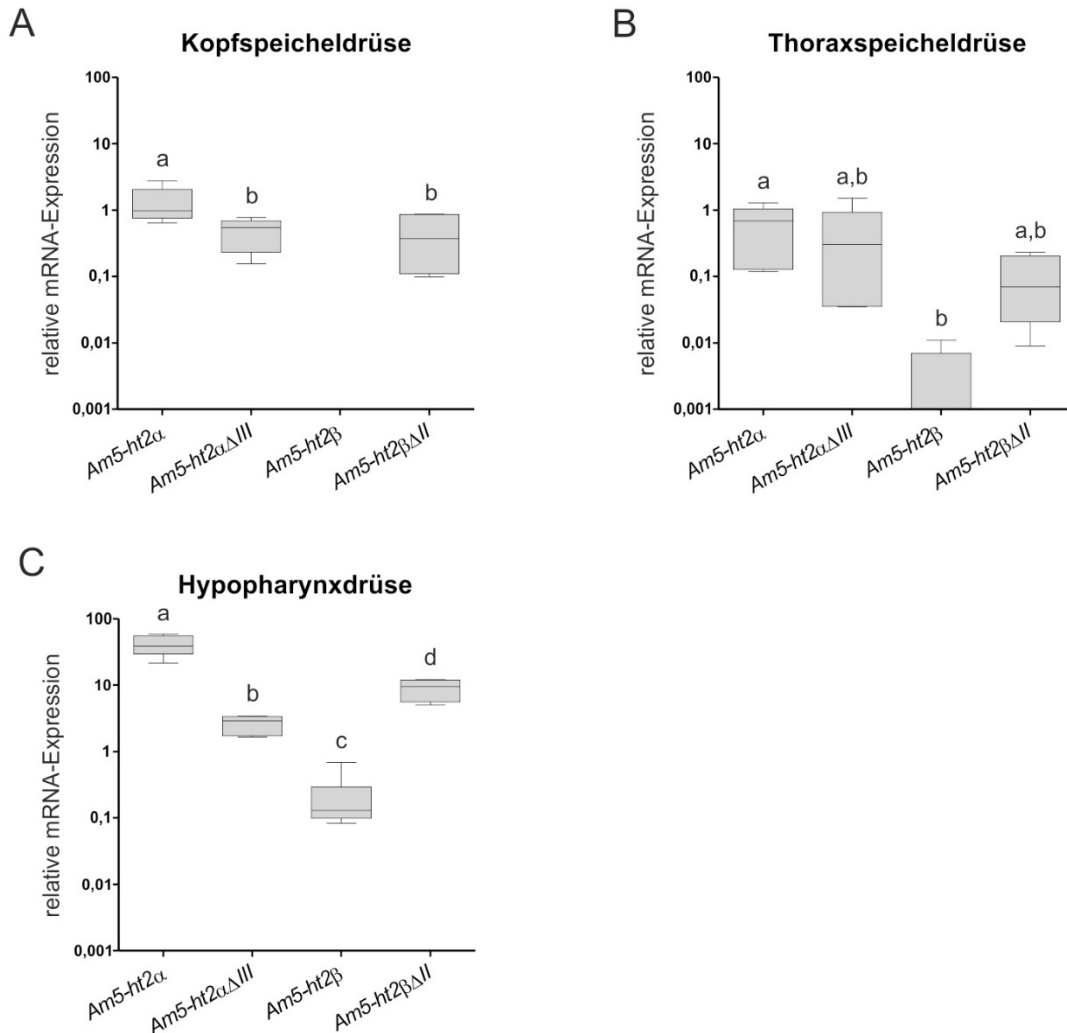 A
Kopfspeicheldrüse
relative mRNA-Expression
100
10
1
0,1
0,01
0,001
a
b
b
Am5-ht2α
Am5-ht2αΔIII
Am5-ht2β
Am5-ht2βΔII
B
Thoraxspeicheldrüse
relative mRNA-Expression
100
10
1
0,1
0,01
0,001
a
a,b
b
a,b
Am5-ht2α
Am5-ht2αΔIII
Am5-ht2β
Am5-ht2βΔII
C
Hypopharynxdrüse
relative mRNA-Expression
100
10
1
0,1
0,01
0,001
a
b
c
d
Am5-ht2α
Am5-ht2αΔIII
Am5-ht2β
Am5-ht2βΔII